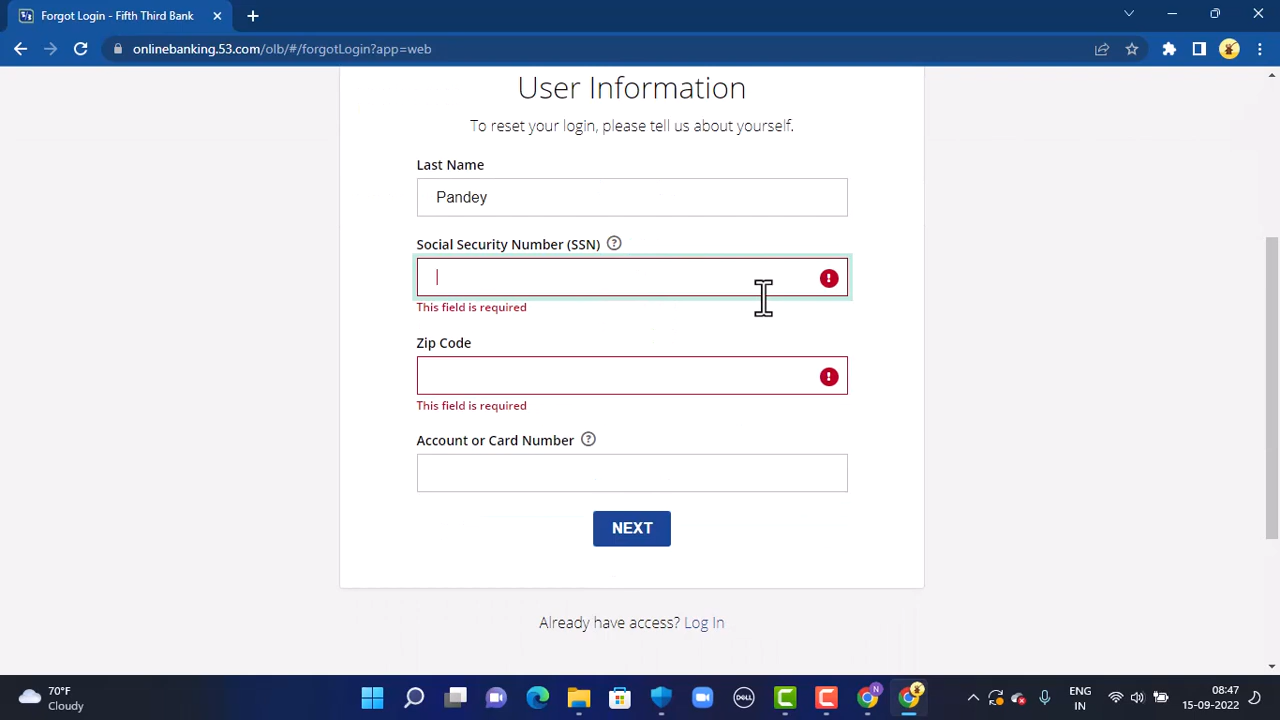 Forgot Login - Fifth Third Bank
onlinebanking.53.com/olb/#/forgotLogin?app=web
User Information
To reset your login, please tell us about yourself.
Last Name
Pandey
Social Security Number (SSN) ?
!
This field is required
Zip Code
!
This field is required
Account or Card Number ?
NEXT
Already have access? Log In
70°F
Cloudy
DELL
N
ENG
IN
08:47
15-09-2022